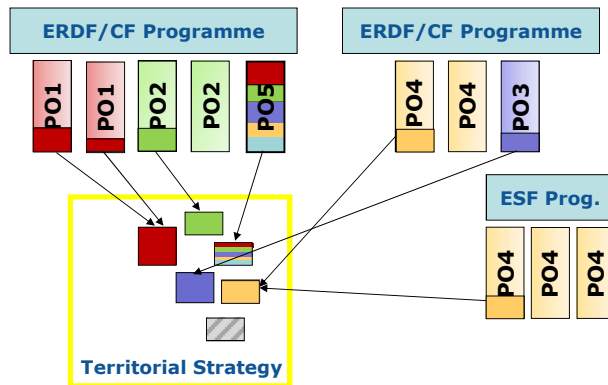 ERDF/CF Programme
PO1
PO1
PO2
PO2
PO5
ERDF/CF Programme
PO4
PO4
PO3
ESF Prog.
PO4
PO4
PO4
Territorial Strategy